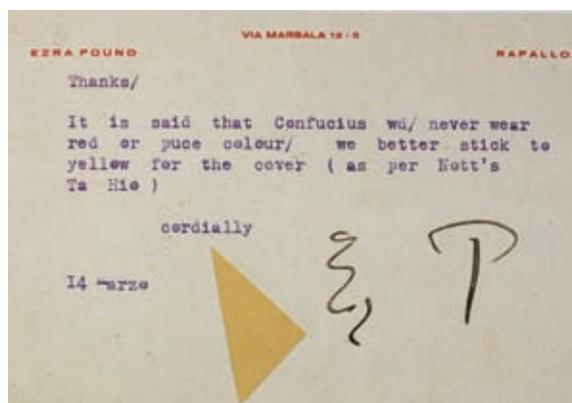 VIA MARSALA 12-5
EZRA POUND RAPALLO
Thanks/
It is said that Confucius wd/ never wear
red or puce colour/ we better stick to
yellow for the cover ( as per Nott's
Ta Hio )
cordially
14 marzo
E P